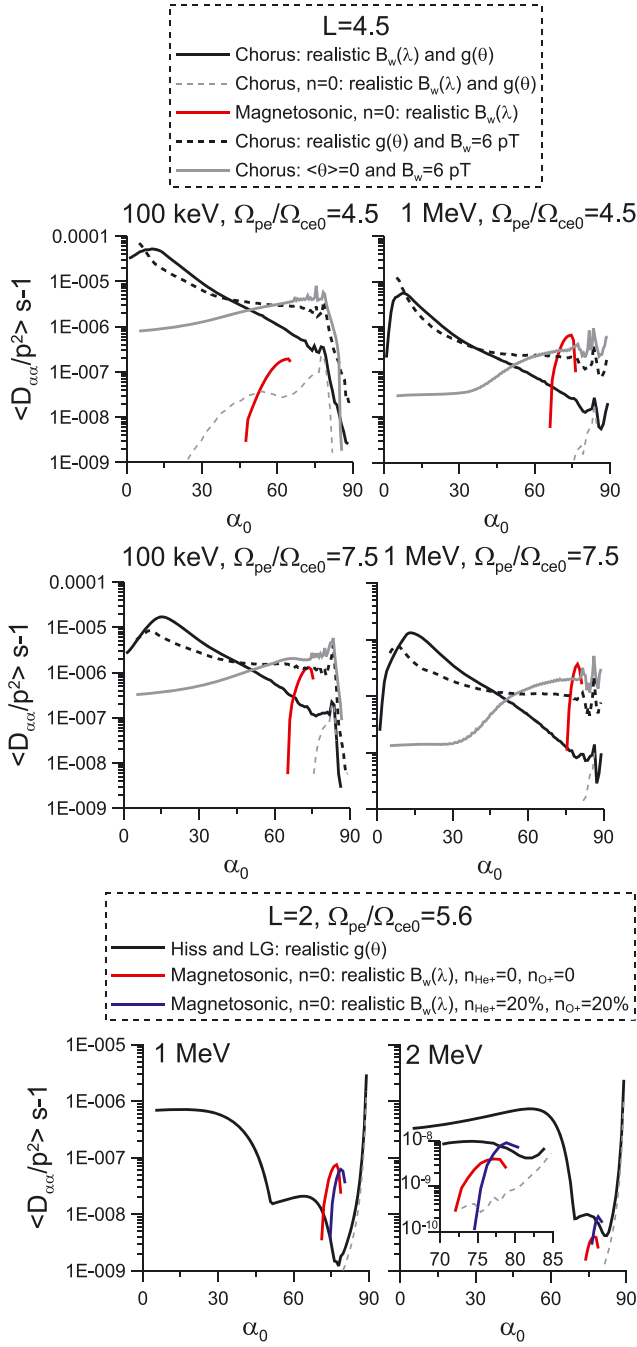 L=4.5
Chorus: realistic B_w(λ) and g(θ)
Chorus, n=0: realistic B_w(λ) and g(θ)
Magnetosonic, n=0: realistic B_w(λ)
Chorus: realistic g(θ) and B_w=6 pT
Chorus: <θ>=0 and B_w=6 pT
100 keV, Ω_pe/Ω_ce0=4.5
1 MeV, Ω_pe/Ω_ce0=4.5
<D_αα/p²> s-1
0.0001
1E-005
1E-006
1E-007
1E-008
1E-009
0 30 60 90
0 30 60 90
α₀
α₀
100 keV, Ω_pe/Ω_ce0=7.5
1 MeV, Ω_pe/Ω_ce0=7.5
<D_αα/p²> s-1
0.0001
1E-005
1E-006
1E-007
1E-008
1E-009
0 30 60 90
0 30 60 90
α₀
α₀
L=2, Ω_pe/Ω_ce0=5.6
Hiss and LG: realistic g(θ)
Magnetosonic, n=0: realistic B_w(λ), n_He+=0, n_O+=0
Magnetosonic, n=0: realistic B_w(λ), n_He+=20%, n_O+=20%
1 MeV
2 MeV
<D_αα/p²> s-1
1E-005
1E-006
1E-007
1E-008
1E-009
10⁻⁸
10⁻⁹
10⁻¹⁰
70 75 80 85
0 30 60 90
0 30 60 90
α₀
α₀